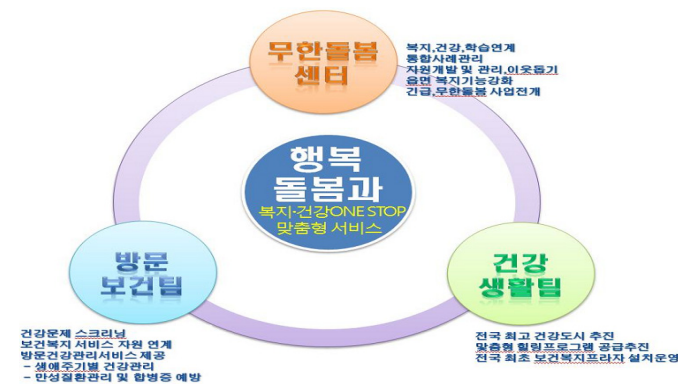 무한돌봄
센터
복지,건강,학습연계
통합사례관리
자원개발 및 관리,이웃돕기
읍면 복지기능강화
긴급,무한돌봄 사업전개
행복
돌봄과
복지·건강ONE STOP
맞춤형 서비스
방문
보건팀
건강문제 스크리닝
보건복지 서비스 자원 연계
방문건강관리서비스 제공
- 생애주기별 건강관리
- 만성질환관리 및 합병증 예방
건강
생활팀
전국 최고 건강도시 추진
맞춤형 힐링프로그램 공급추진
전국 최초 보건복지프라자 설치운영